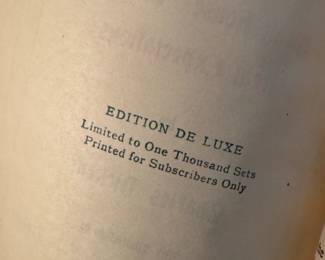 EDITION DE LUXE
Limited to One Thousand Sets
Printed for Subscribers Only